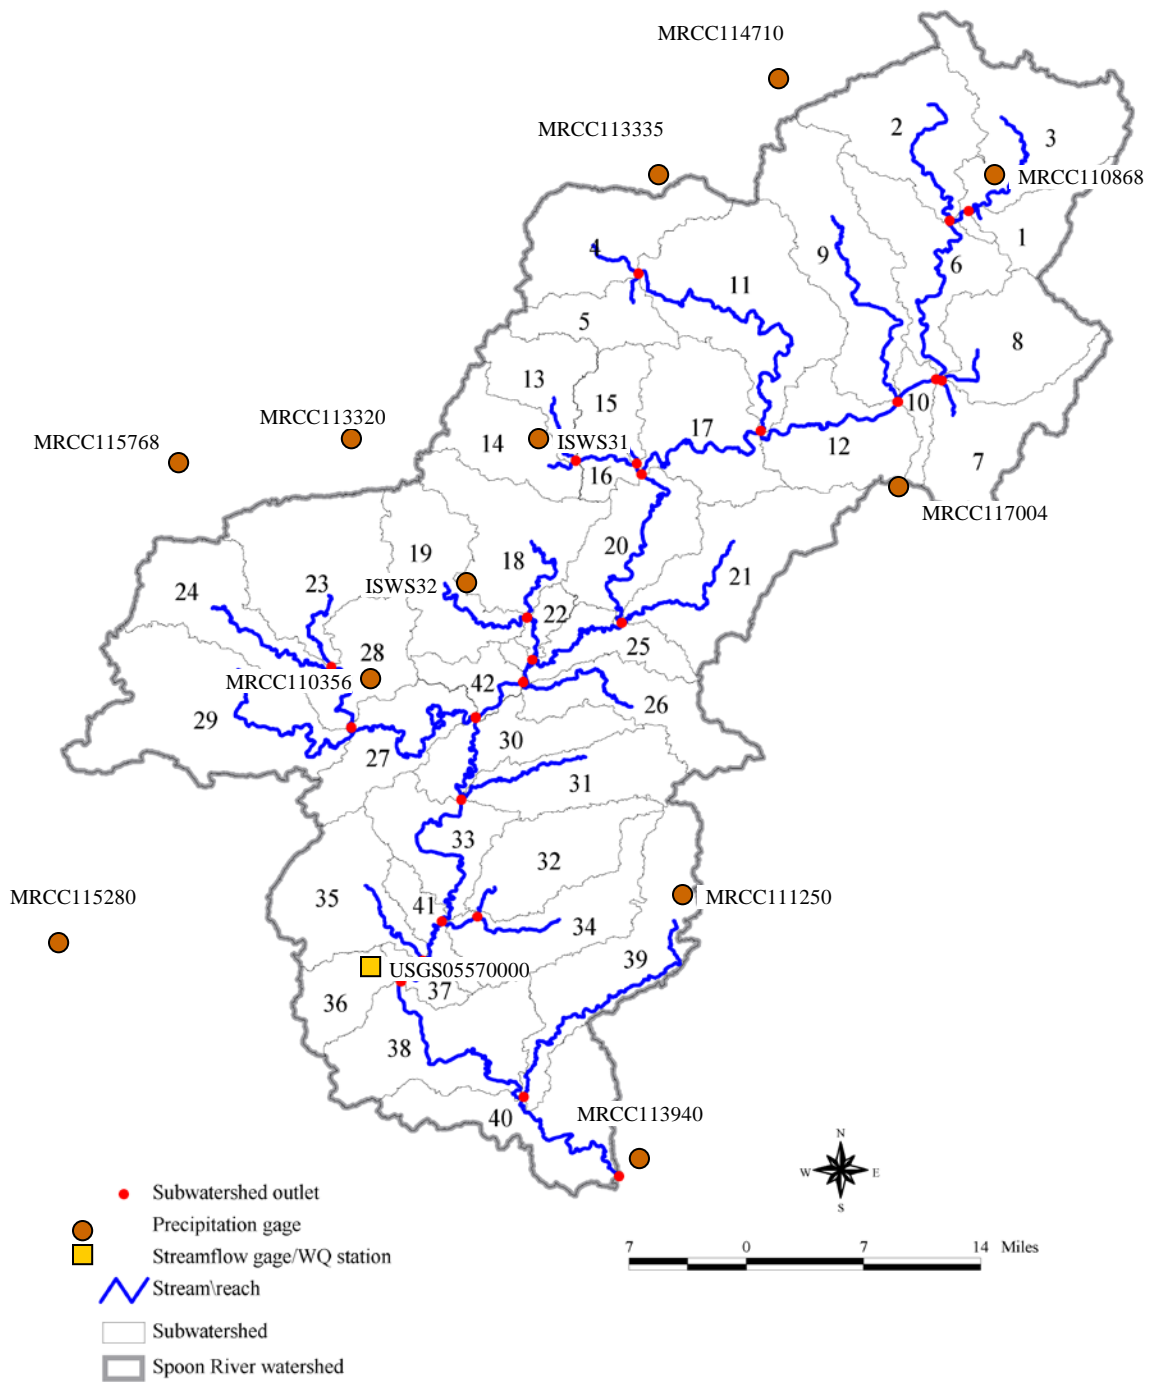 MRCC114710
MRCC113335
2
3
MRCC110868
1
4
9
6
11
5
8
13
15
10
MRCC113320
MRCC115768
14
ISWS31
17
12
16
7
MRCC117004
19
18
20
21
24
23
ISWS32
22
28
25
MRCC110356
42
29
26
27
30
31
33
32
35
41
MRCC115280
MRCC111250
34
39
USGS05570000
36
37
38
40
MRCC113940
N
W
E
S
7
0
7
14
Miles
Subwatershed outlet
Precipitation gage
Streamflow gage/WQ station
Stream\reach
Subwatershed
Spoon River watershed